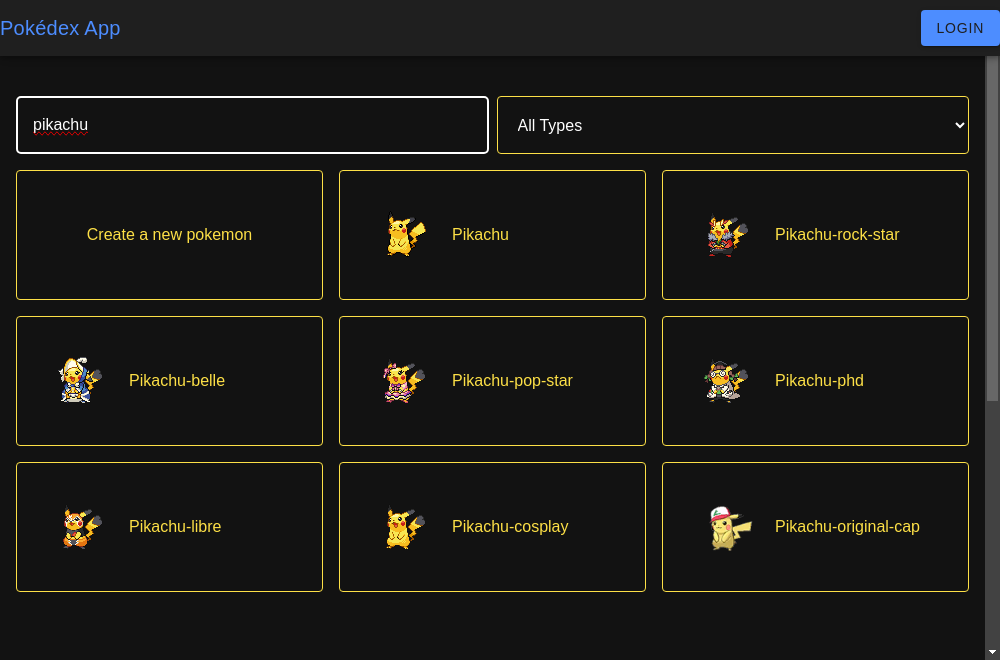 Pokédex App
LOGIN
pikachu
All Types
Create a new pokemon
Pikachu
Pikachu-rock-star
Pikachu-belle
Pikachu-pop-star
Pikachu-phd
Pikachu-libre
Pikachu-cosplay
Pikachu-original-cap